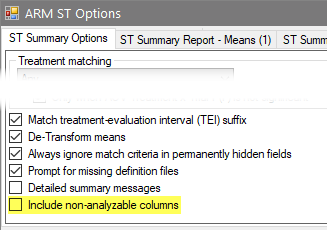 ARM ST Options
ST Summary Options
ST Summary Report - Means (1)
ST Summ
Treatment matching
Match treatment-evaluation interval (TEI) suffix
De-Transform means
Always ignore match criteria in permanently hidden fields
Prompt for missing definition files
Detailed summary messages
Include non-analyzable columns